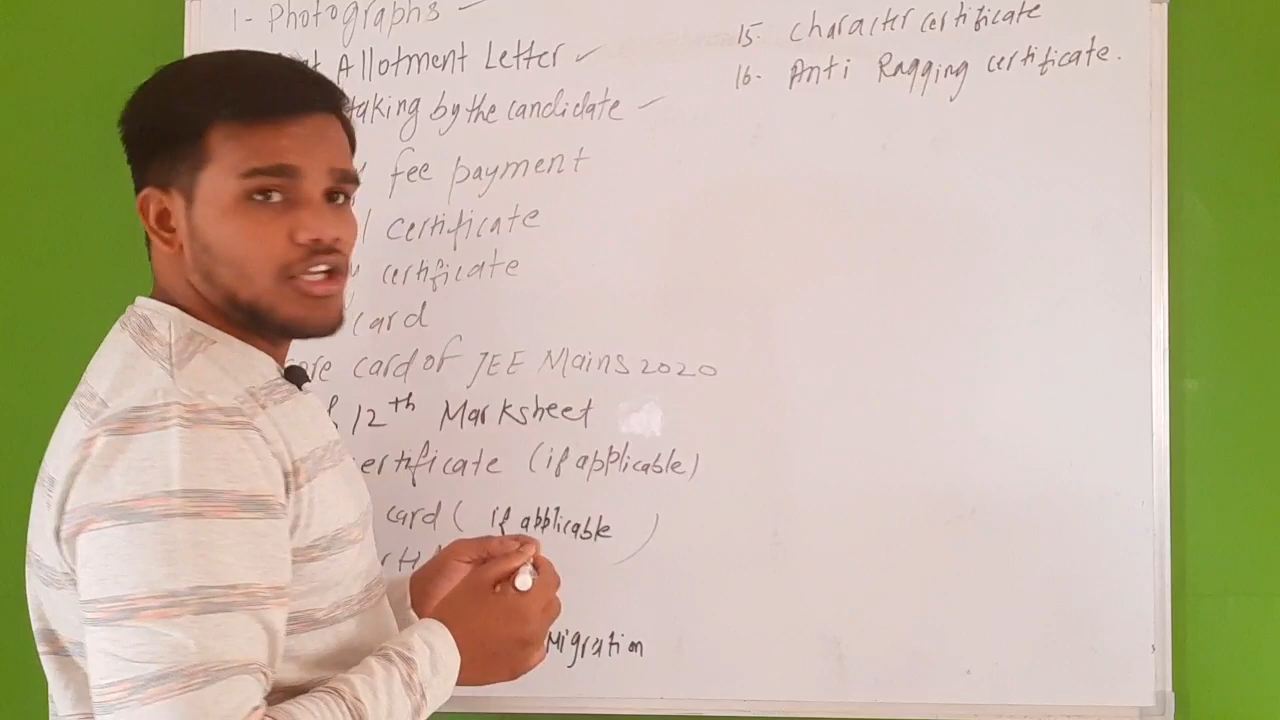 1- Photographs
Allotment Letter
taking by the candidate
fee payment
certificate
certificate
card
ore card of JEE Mains 2020
12th Marksheet
ertificate (if applicable)
card ( if applicable )
Migration
15. Character certificate
16. Anti Ragging certificate.